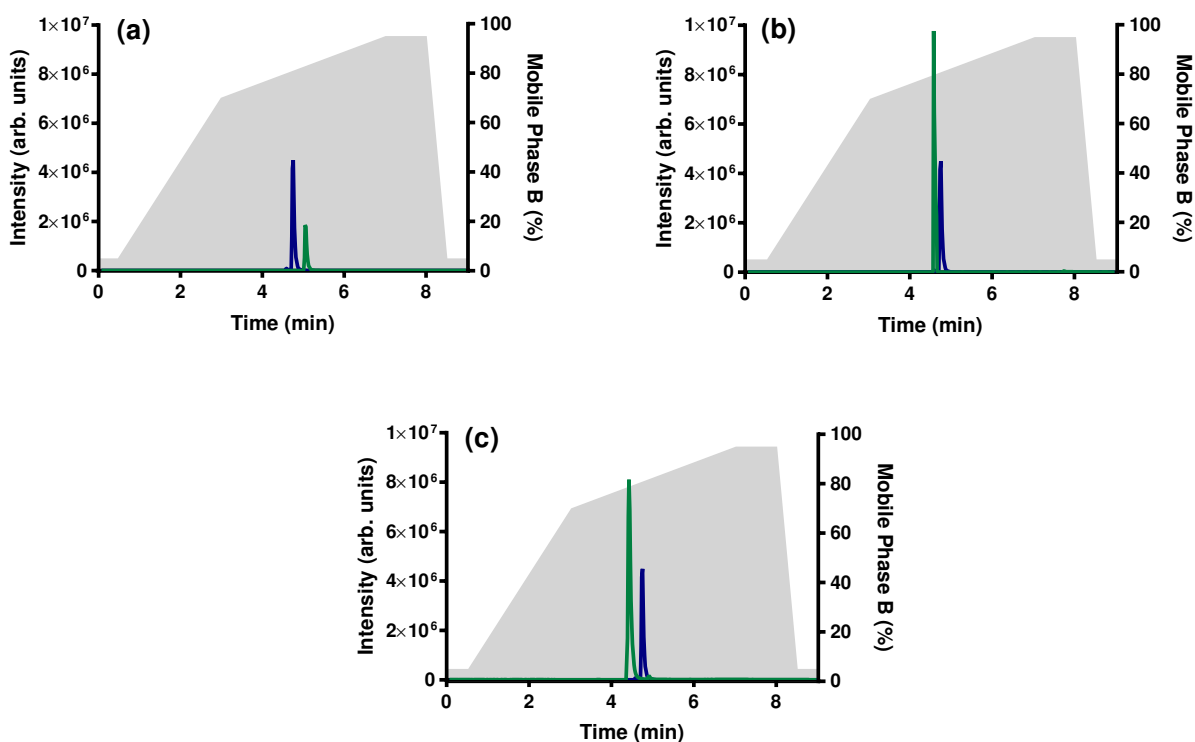 (a)
Intensity (arb. units)
1×10⁷
8×10⁶
6×10⁶
4×10⁶
2×10⁶
0
0 2 4 6 8
Time (min)
100
80
60
40
20
0
Mobile Phase B (%)
(b)
Intensity (arb. units)
1×10⁷
8×10⁶
6×10⁶
4×10⁶
2×10⁶
0
0 2 4 6 8
Time (min)
100
80
60
40
20
0
Mobile Phase B (%)
(c)
Intensity (arb. units)
1×10⁷
8×10⁶
6×10⁶
4×10⁶
2×10⁶
0
0 2 4 6 8
Time (min)
100
80
60
40
20
0
Mobile Phase B (%)